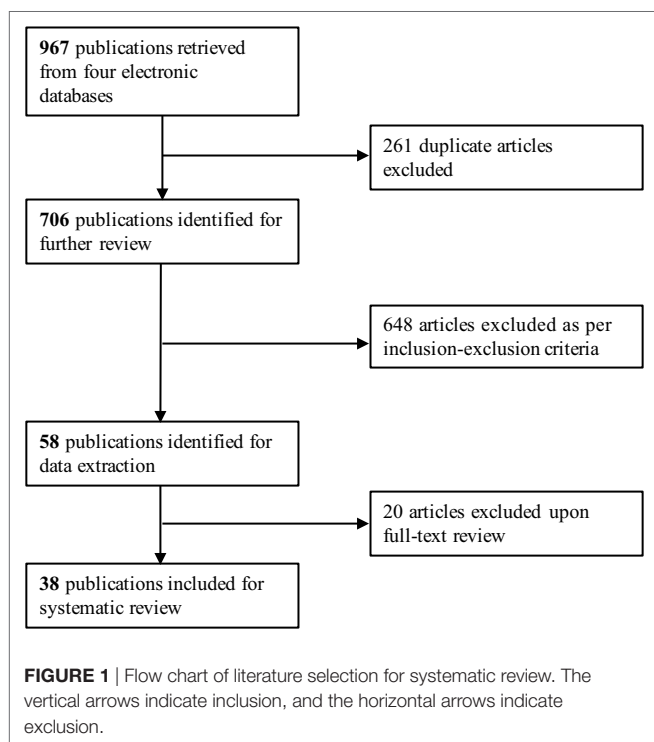 967 publications retrieved
from four electronic
databases
261 duplicate articles
excluded
706 publications identified for
further review
648 articles excluded as per
inclusion-exclusion criteria
58 publications identified for
data extraction
20 articles excluded upon
full-text review
38 publications included for
systematic review
FIGURE 1 | Flow chart of literature selection for systematic review. The
vertical arrows indicate inclusion, and the horizontal arrows indicate
exclusion.